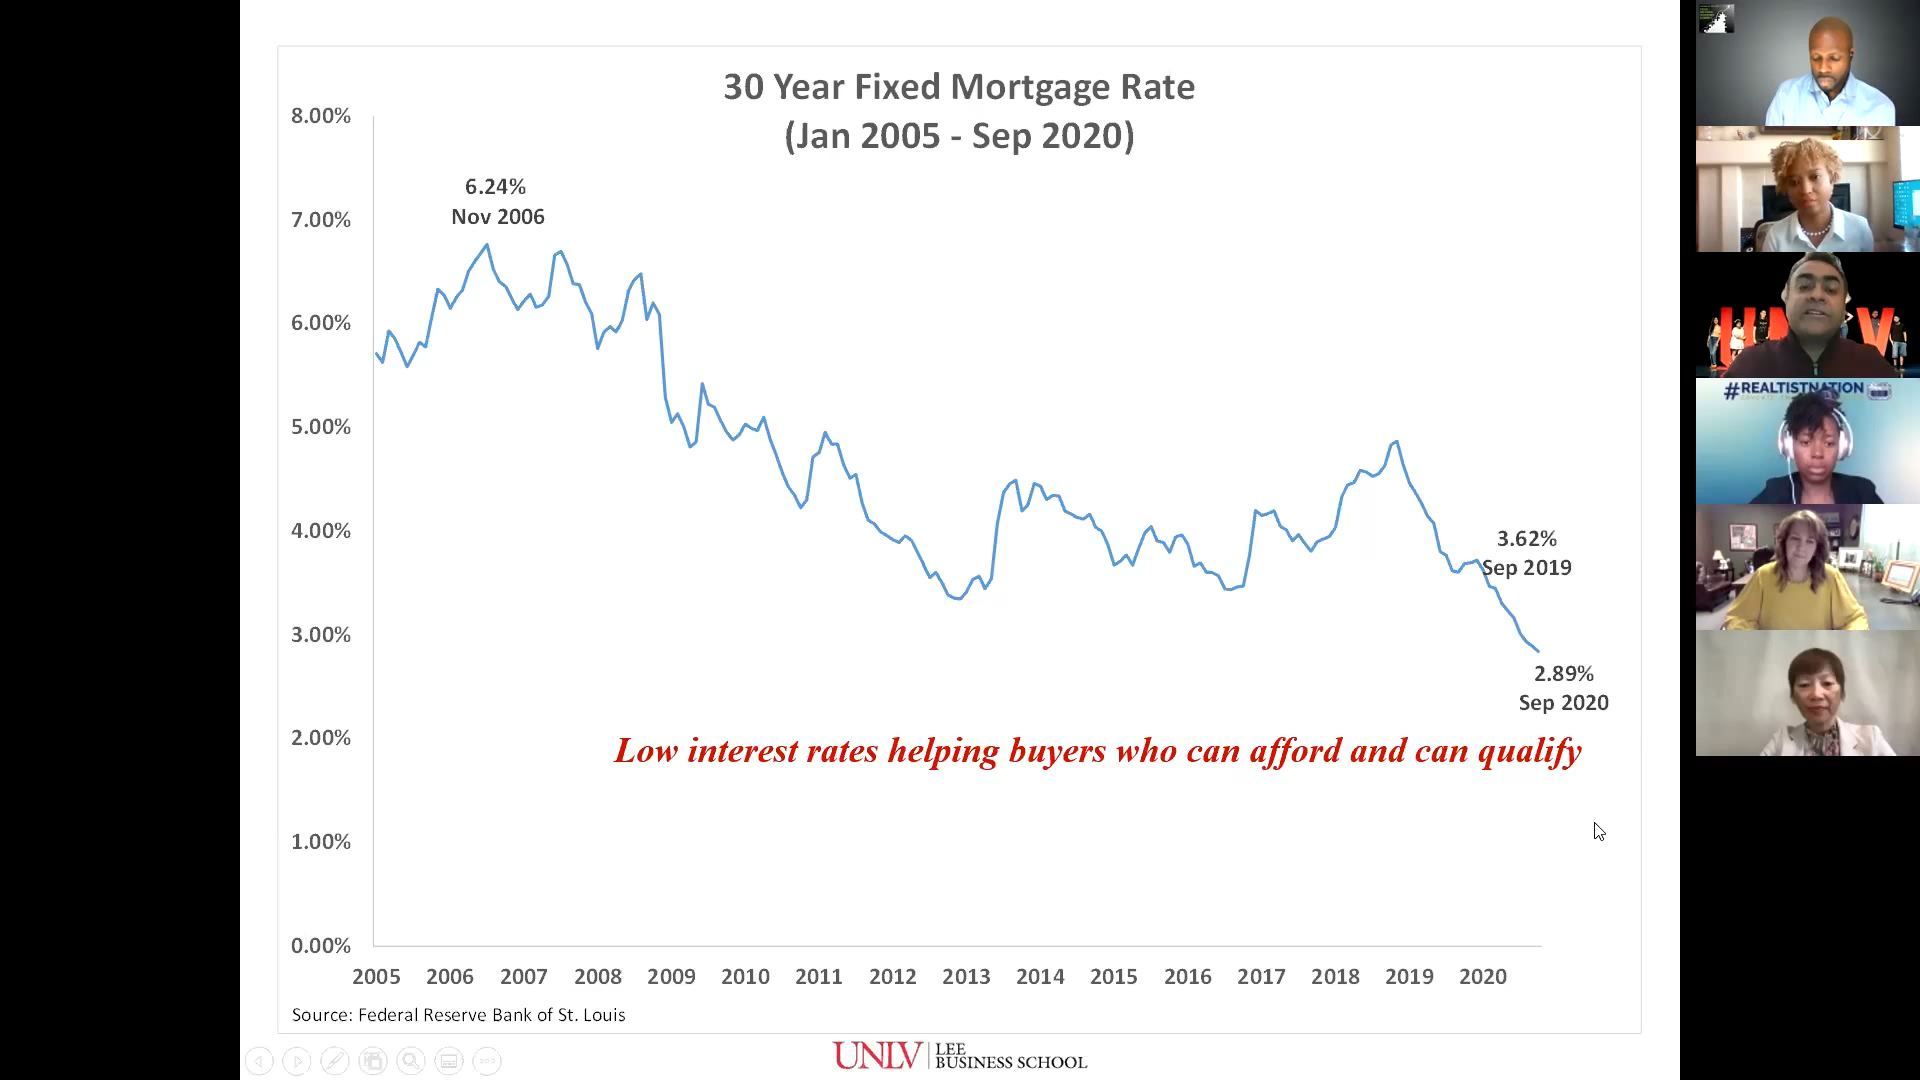 30 Year Fixed Mortgage Rate
(Jan 2005 - Sep 2020)
8.00%
7.00%
6.00%
5.00%
4.00%
3.00%
2.00%
1.00%
0.00%
6.24%
Nov 2006
3.62%
Sep 2019
2.89%
Sep 2020
Low interest rates helping buyers who can afford and can qualify
2005 2006 2007 2008 2009 2010 2011 2012 2013 2014 2015 2016 2017 2018 2019 2020
Source: Federal Reserve Bank of St. Louis
UNLV LEE
BUSINESS SCHOOL
#REALTISTNATION